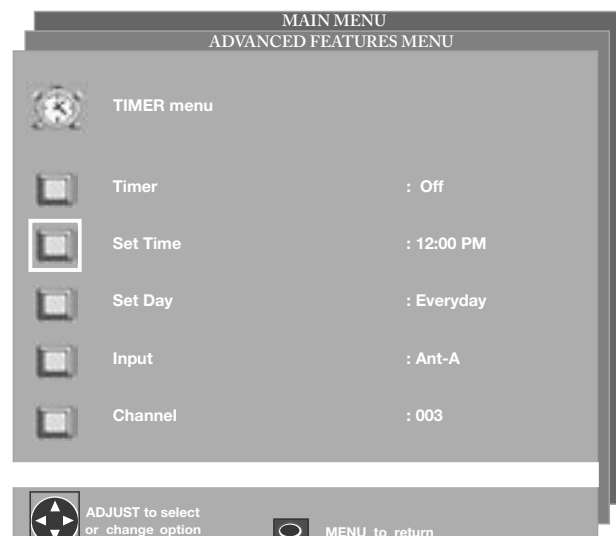 MAIN MENU
ADVANCED FEATURES MENU
TIMER menu
Timer : Off
Set Time : 12:00 PM
Set Day : Everyday
Input : Ant-A
Channel : 003
ADJUST to select
or change option
MENU to return